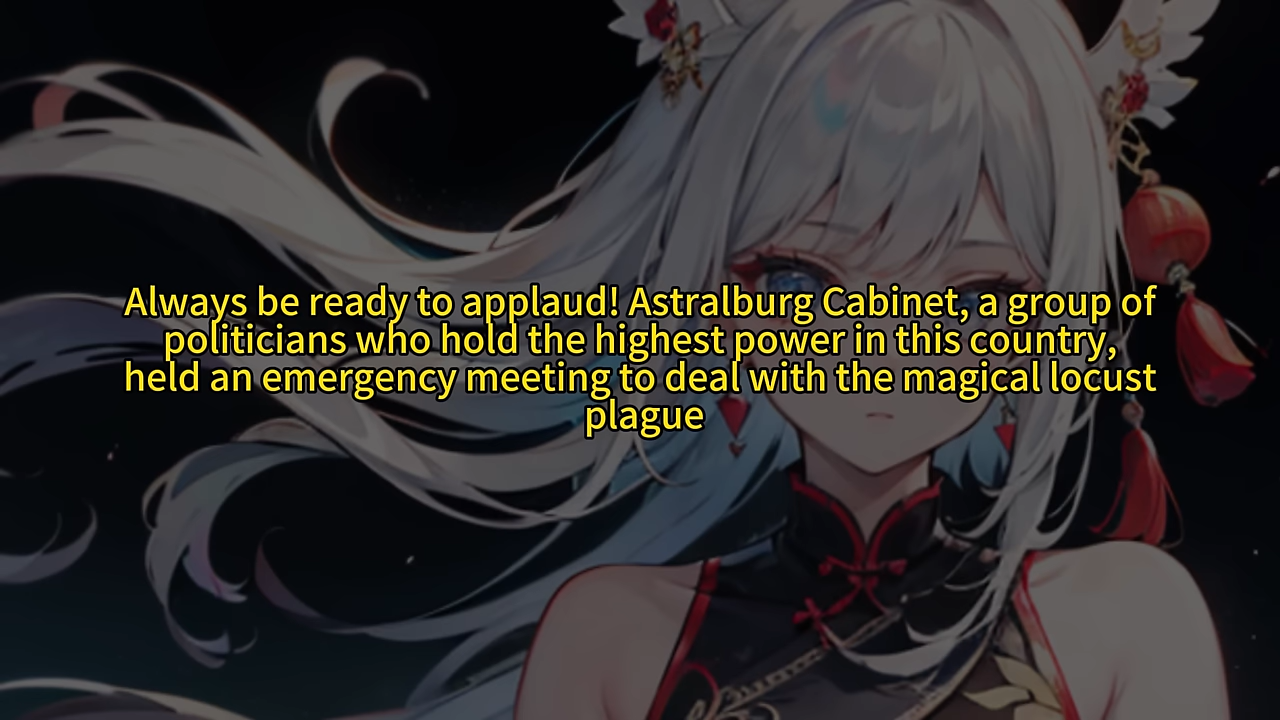 Always be ready to applaud! Astralburg Cabinet, a group of
politicians who hold the highest power in this country,
held an emergency meeting to deal with the magical locust
plague